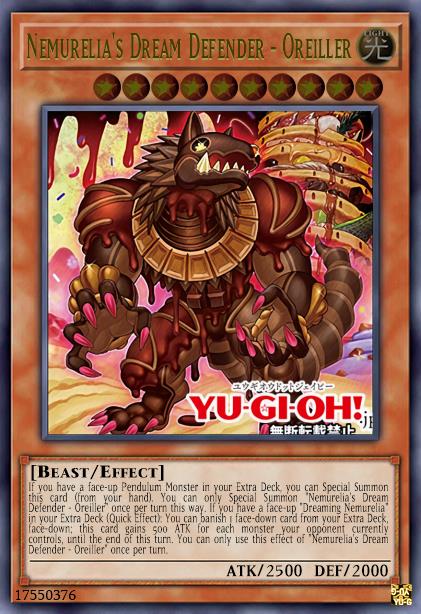 Nemurelia's Dream Defender - Oreiller
LIGHT
光
ユウギオウドットジェイピー
YU-GI-OH!
.jp
無断転載禁止
[Beast/Effect]
If you have a face-up Pendulum Monster in your Extra Deck, you can Special Summon
this card (from your hand). You can only Special Summon "Nemurelia's Dream
Defender - Oreiller" once per turn this way. If you have a face-up "Dreaming Nemurelia"
in your Extra Deck (Quick Effect): You can banish 1 face-down card from your Extra Deck,
face-down; this card gains 500 ATK for each monster your opponent currently
controls, until the end of this turn. You can only use this effect of "Nemurelia's Dream
Defender - Oreiller" once per turn.
ATK/2500 DEF/2000
17550376